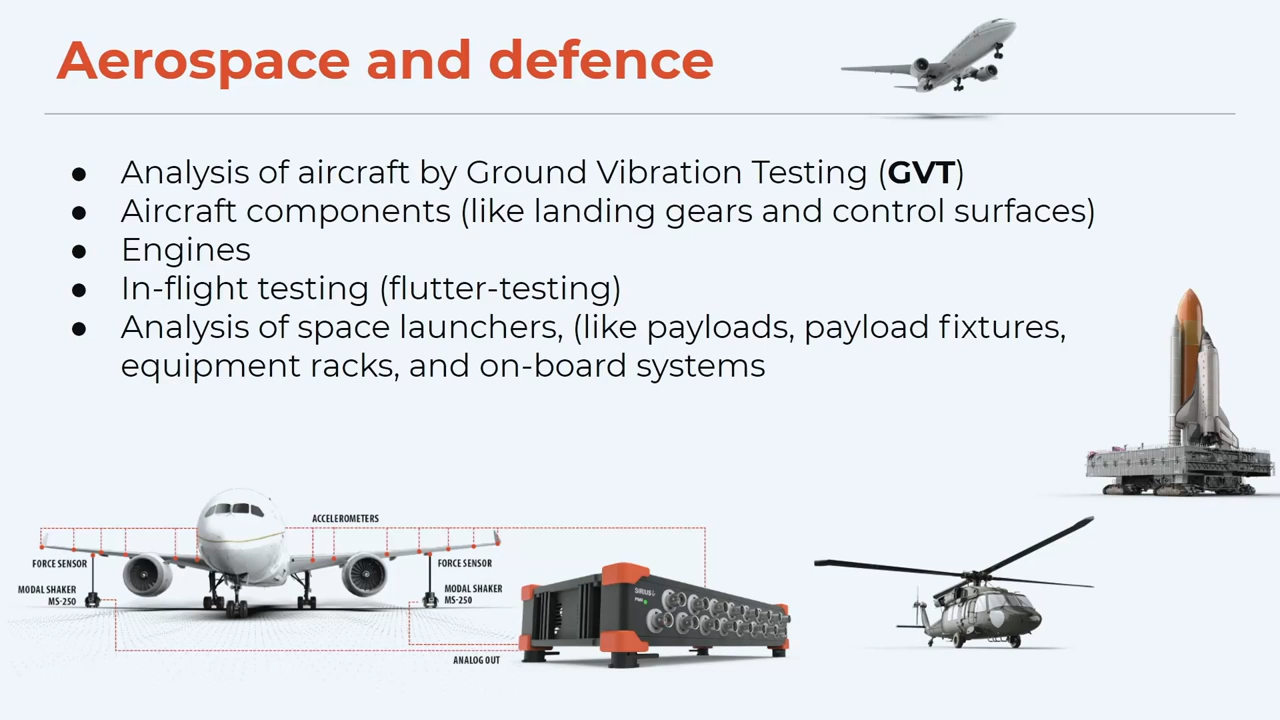 Aerospace and defence
● Analysis of aircraft by Ground Vibration Testing (GVT)
● Aircraft components (like landing gears and control surfaces)
● Engines
● In-flight testing (flutter-testing)
● Analysis of space launchers, (like payloads, payload fixtures,
equipment racks, and on-board systems
ACCELEROMETERS
FORCE SENSOR
FORCE SENSOR
MODAL SHAKER
MS-250
MODAL SHAKER
MS-250
SIRIUS
PWR
ANALOG OUT